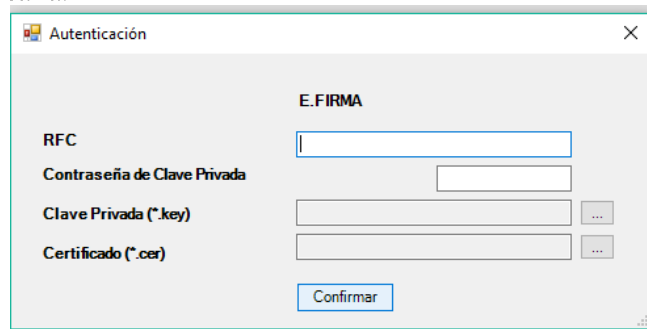 Autenticación
E.FIRMA
RFC
Contraseña de Clave Privada
Clave Privada (*.key)
...
Certificado (*.cer)
...
Confirmar